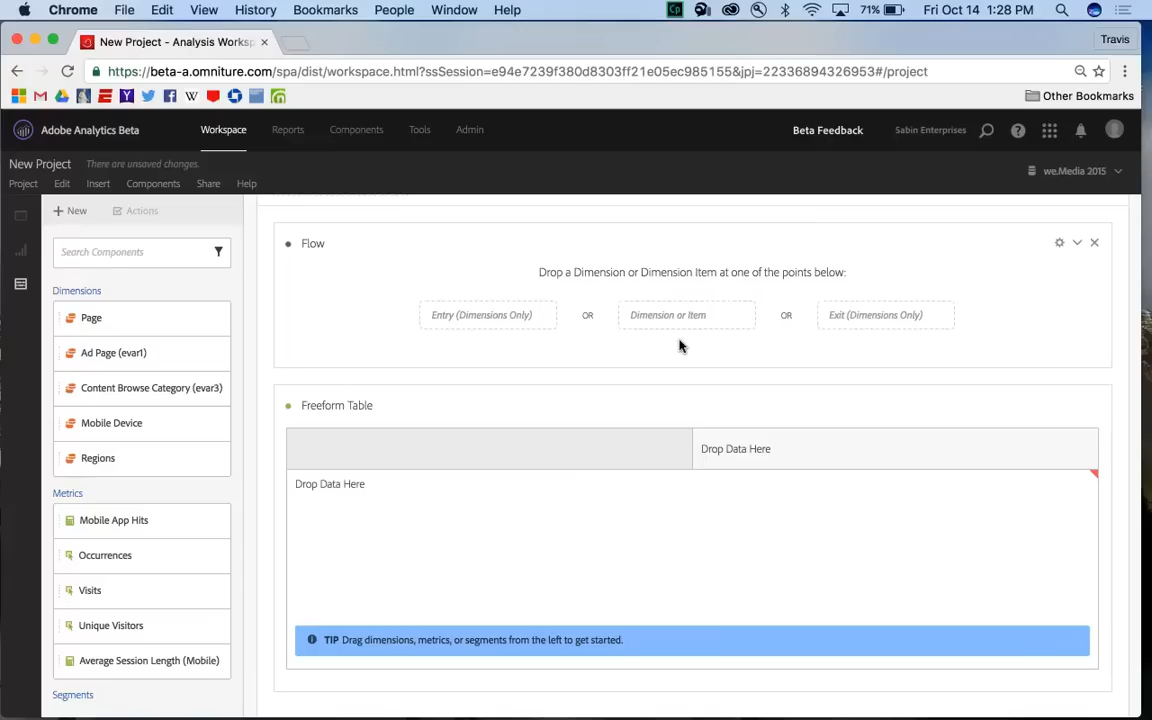 Chrome File Edit View History Bookmarks People Window Help 71% Fri Oct 14 1:28 PM
New Project - Analysis Worksp Travis
https://beta-a.omniture.com/spa/dist/workspace.html?ssSession=e94e7239f380d8303ff21e05ec985155&jpj=22336894326953#/project
Other Bookmarks
Adobe Analytics Beta Workspace Reports Components Tools Admin Beta Feedback Sabin Enterprises
New Project There are unsaved changes.
we.Media 2015
Project Edit Insert Components Share Help
New Actions
Flow
Search Components
Drop a Dimension or Dimension Item at one of the points below:
Dimensions
Page
Entry (Dimensions Only) OR Dimension or Item OR Exit (Dimensions Only)
Ad Page (evar1)
Content Browse Category (evar3)
Freeform Table
Mobile Device
Drop Data Here
Regions
Drop Data Here
Metrics
Mobile App Hits
Occurrences
Visits
Unique Visitors
TIP Drag dimensions, metrics, or segments from the left to get started.
Average Session Length (Mobile)
Segments